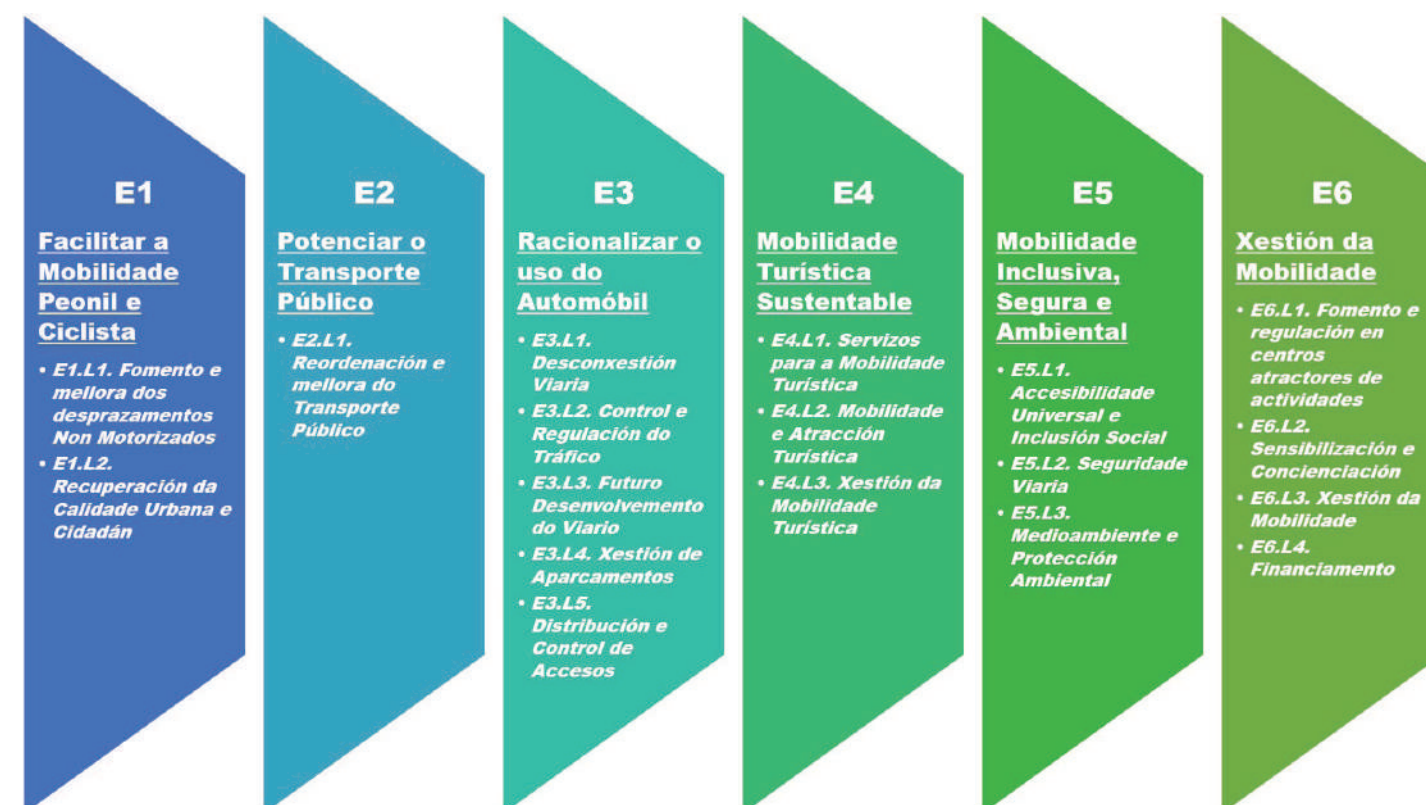 E1
Facilitar a
Mobilidade
Peonil e
Ciclista
• E1.L1. Fomento e
mellora dos
desprazamentos
Non Motorizados
• E1.L2.
Recuperación da
Calidade Urbana e
Cidadán
E2
Potenciar o
Transporte
Público
• E2.L1.
Reordenación e
mellora do
Transporte
Público
E3
Racionalizar o
uso do
Automóbil
• E3.L1.
Desconxestión
Viaria
• E3.L2. Control e
Regulación do
Tráfico
• E3.L3. Futuro
Desenvolvemento
do Viario
• E3.L4. Xestión de
Aparcamentos
• E3.L5.
Distribución e
Control de
Accesos
E4
Mobilidade
Turística
Sustentable
• E4.L1. Servizos
para a Mobilidade
Turística
• E4.L2. Mobilidade
e Atracción
Turística
• E4.L3. Xestión da
Mobilidade
Turística
E5
Mobilidade
Inclusiva,
Segura e
Ambiental
• E5.L1.
Accesibilidade
Universal e
Inclusión Social
• E5.L2. Seguridade
Viaria
• E5.L3.
Medioambiente e
Protección
Ambiental
E6
Xestión da
Mobilidade
• E6.L1. Fomento e
regulación en
centros
atractores de
actividades
• E6.L2.
Sensibilización e
Concienciación
• E6.L3. Xestión da
Mobilidade
• E6.L4.
Financiamento